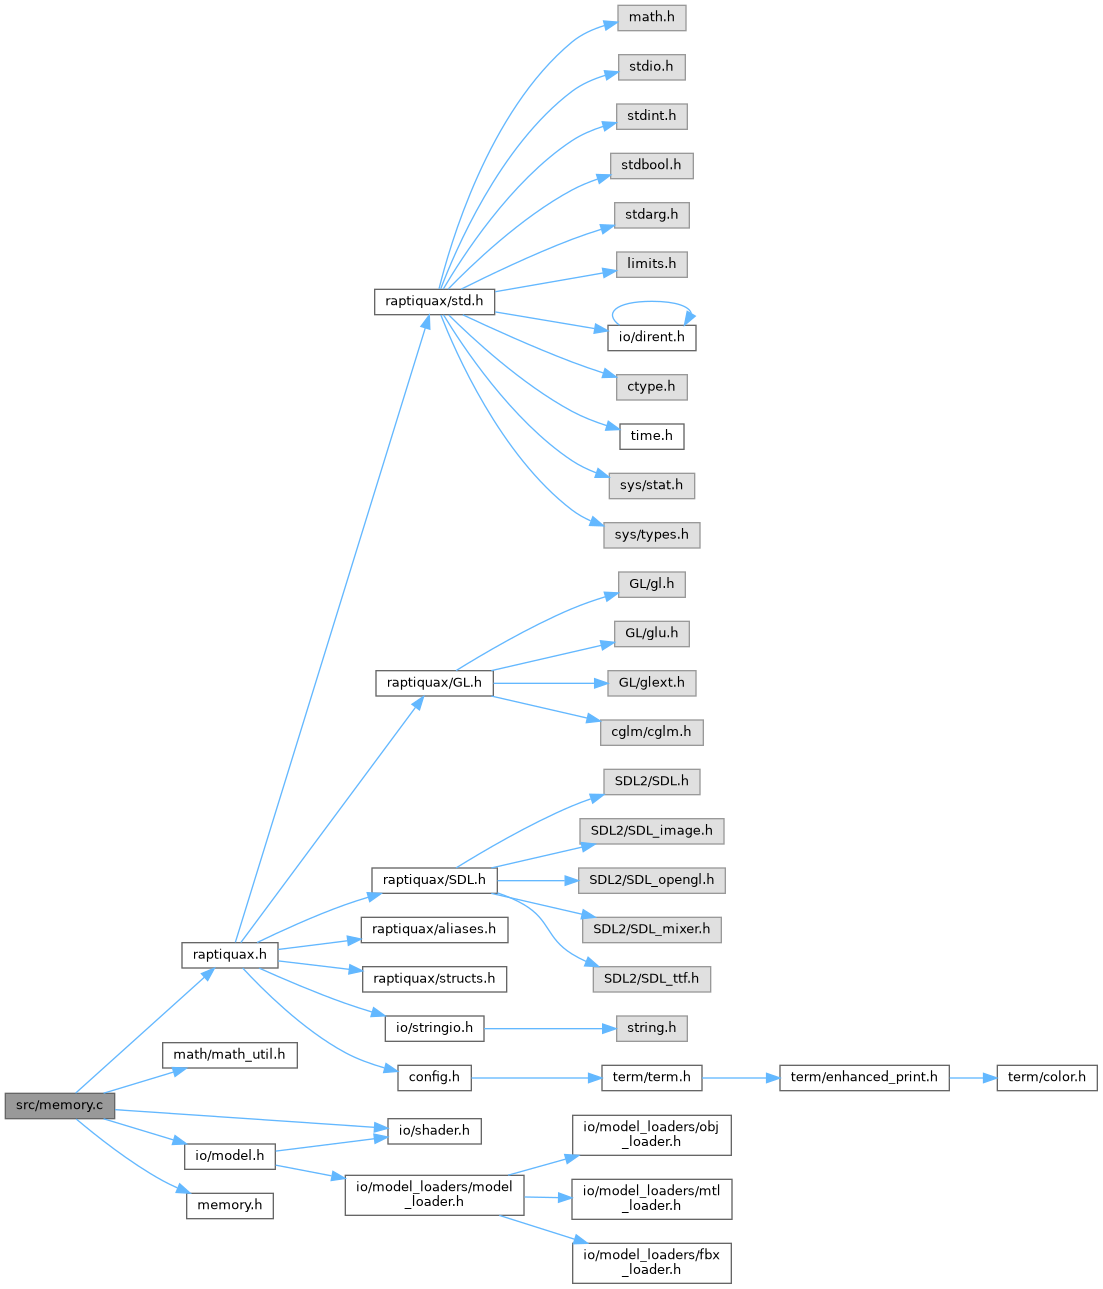 math.h
stdio.h
stdint.h
stdbool.h
stdarg.h
limits.h
raptiquax/std.h
io/dirent.h
ctype.h
time.h
sys/stat.h
sys/types.h
GL/gl.h
GL/glu.h
raptiquax/GL.h
GL/glext.h
cglm/cglm.h
SDL2/SDL.h
SDL2/SDL_image.h
raptiquax/SDL.h
SDL2/SDL_opengl.h
raptiquax/aliases.h
SDL2/SDL_mixer.h
raptiquax.h
raptiquax/structs.h
SDL2/SDL_ttf.h
io/stringio.h
string.h
math/math_util.h
config.h
term/term.h
term/enhanced_print.h
term/color.h
src/memory.c
io/shader.h
io/model_loaders/obj
_loader.h
io/model.h
io/model_loaders/model
_loader.h
io/model_loaders/mtl
_loader.h
memory.h
io/model_loaders/fbx
_loader.h